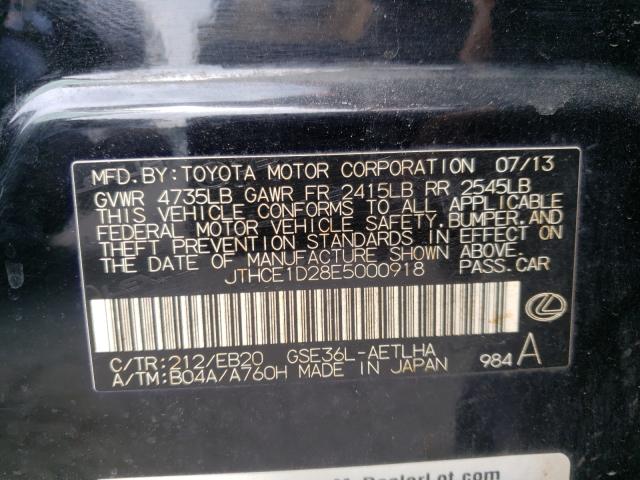 MFD. BY: TOYOTA MOTOR CORPORATION 07/13
GVWR 4735LB GAWR FR 2415LB RR 2545LB
THIS VEHICLE CONFORMS TO ALL APPLICABLE
FEDERAL MOTOR VEHICLE SAFETY, BUMPER, AND
THEFT PREVENTION STANDARDS IN EFFECT ON
THE DATE OF MANUFACTURE SHOWN ABOVE.
JTHCE1D28E5000918 PASS. CAR
C/TR: 212/EB20 GSE36L-AETLHA
A/TM: B04A/A760H MADE IN JAPAN 984 A
DealerLot.com